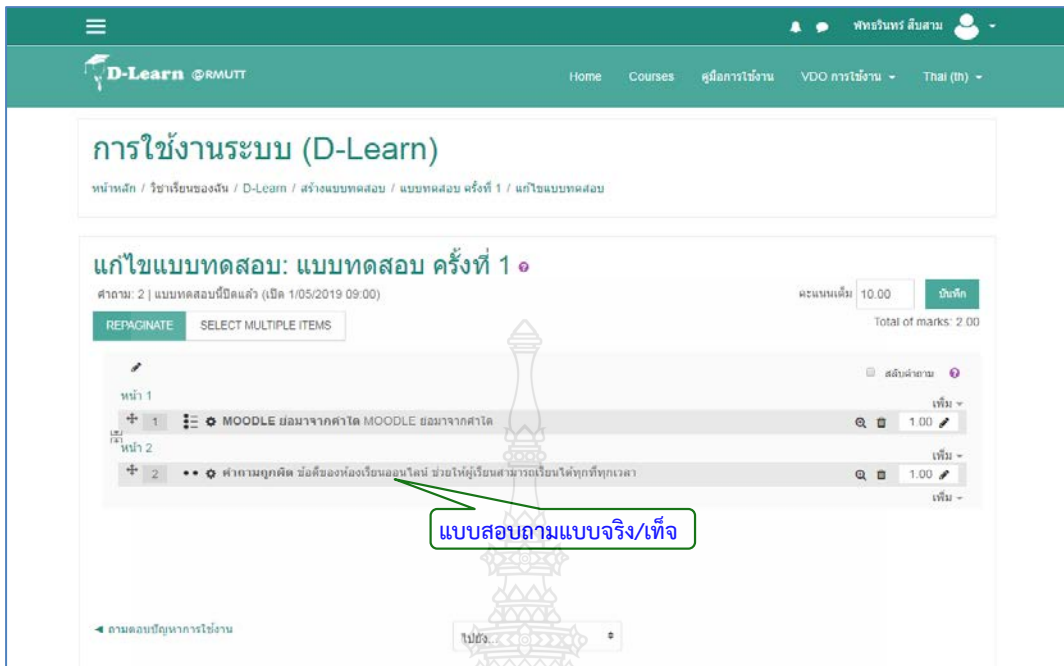 พัทธวินทร์ สืบสาม
D-Learn @RMUTT
Home Courses คู่มือการใช้งาน VDO การใช้งาน Thai (th)
การใช้งานระบบ (D-Learn)
หน้าหลัก / วิชาเรียนของฉัน / D-Learn / สร้างแบบทดสอบ / แบบทดสอบ ครั้งที่ 1 / แก้ไขแบบทดสอบ
แก้ไขแบบทดสอบ: แบบทดสอบ ครั้งที่ 1
คำถาม: 2 | แบบทดสอบนี้ปิดแล้ว (เปิด 1/05/2019 09:00)
คะแนนเต็ม 10.00 บันทึก
REPAGINATE SELECT MULTIPLE ITEMS
Total of marks: 2.00
สลับคำถาม
หน้า 1
เพิ่ม
1 MOODLE ย่อมาจากคำใด MOODLE ย่อมาจากคำใด 1.00
หน้า 2
เพิ่ม
2 คำถามถูกผิด ข้อดีของห้องเรียนออนไลน์ ช่วยให้ผู้เรียนสามารถเรียนได้ทุกที่ทุกเวลา 1.00
เพิ่ม
แบบสอบถามแบบจริง/เท็จ
◄ ถามตอบปัญหาการใช้งาน
ไปยัง...